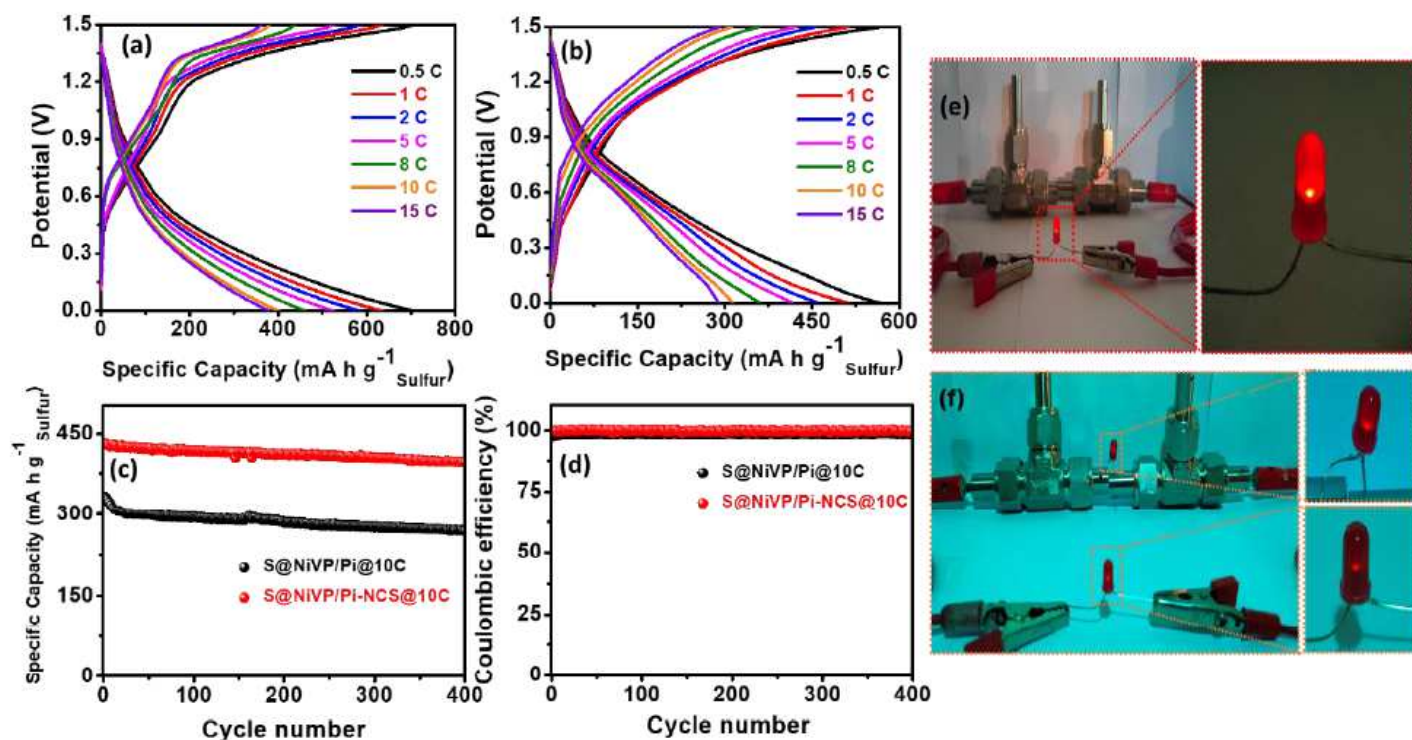 (a)
Potential (V)
1.5
1.2
0.9
0.6
0.3
0.0
0.5 C
1 C
2 C
5 C
8 C
10 C
15 C
0 200 400 600 800
Specific Capacity (mA h g⁻¹ Sulfur)
(b)
Potential (V)
1.5
1.2
0.9
0.6
0.3
0.0
0.5 C
1 C
2 C
5 C
8 C
10 C
15 C
0 150 300 450 600
Specific Capacity (mA h g⁻¹ Sulfur)
(e)
(c)
Specific Capacity (mA h g⁻¹ Sulfur)
450
300
150
0
S@NiVP/Pi@10C
S@NiVP/Pi-NCS@10C
0 100 200 300 400
Cycle number
(d)
Coulombic efficiency (%)
100
75
50
25
0
S@NiVP/Pi@10C
S@NiVP/Pi-NCS@10C
0 100 200 300 400
Cycle number
(f)